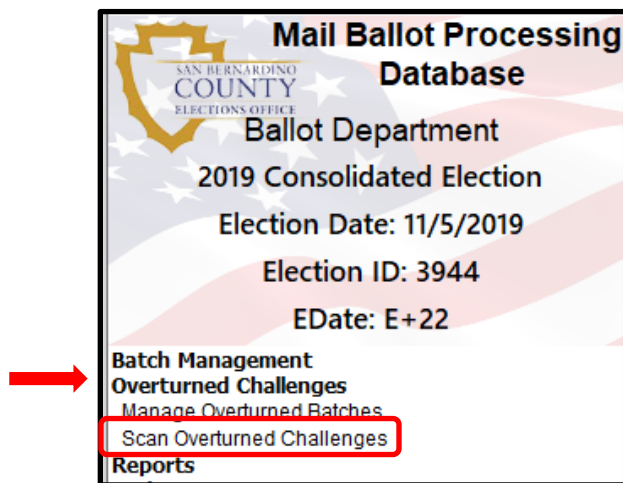 Mail Ballot Processing
Database
SAN BERNARDINO
COUNTY
ELECTIONS OFFICE
Ballot Department
2019 Consolidated Election
Election Date: 11/5/2019
Election ID: 3944
EDate: E+22
Batch Management
Overturned Challenges
Manage Overturned Batches
Scan Overturned Challenges
Reports